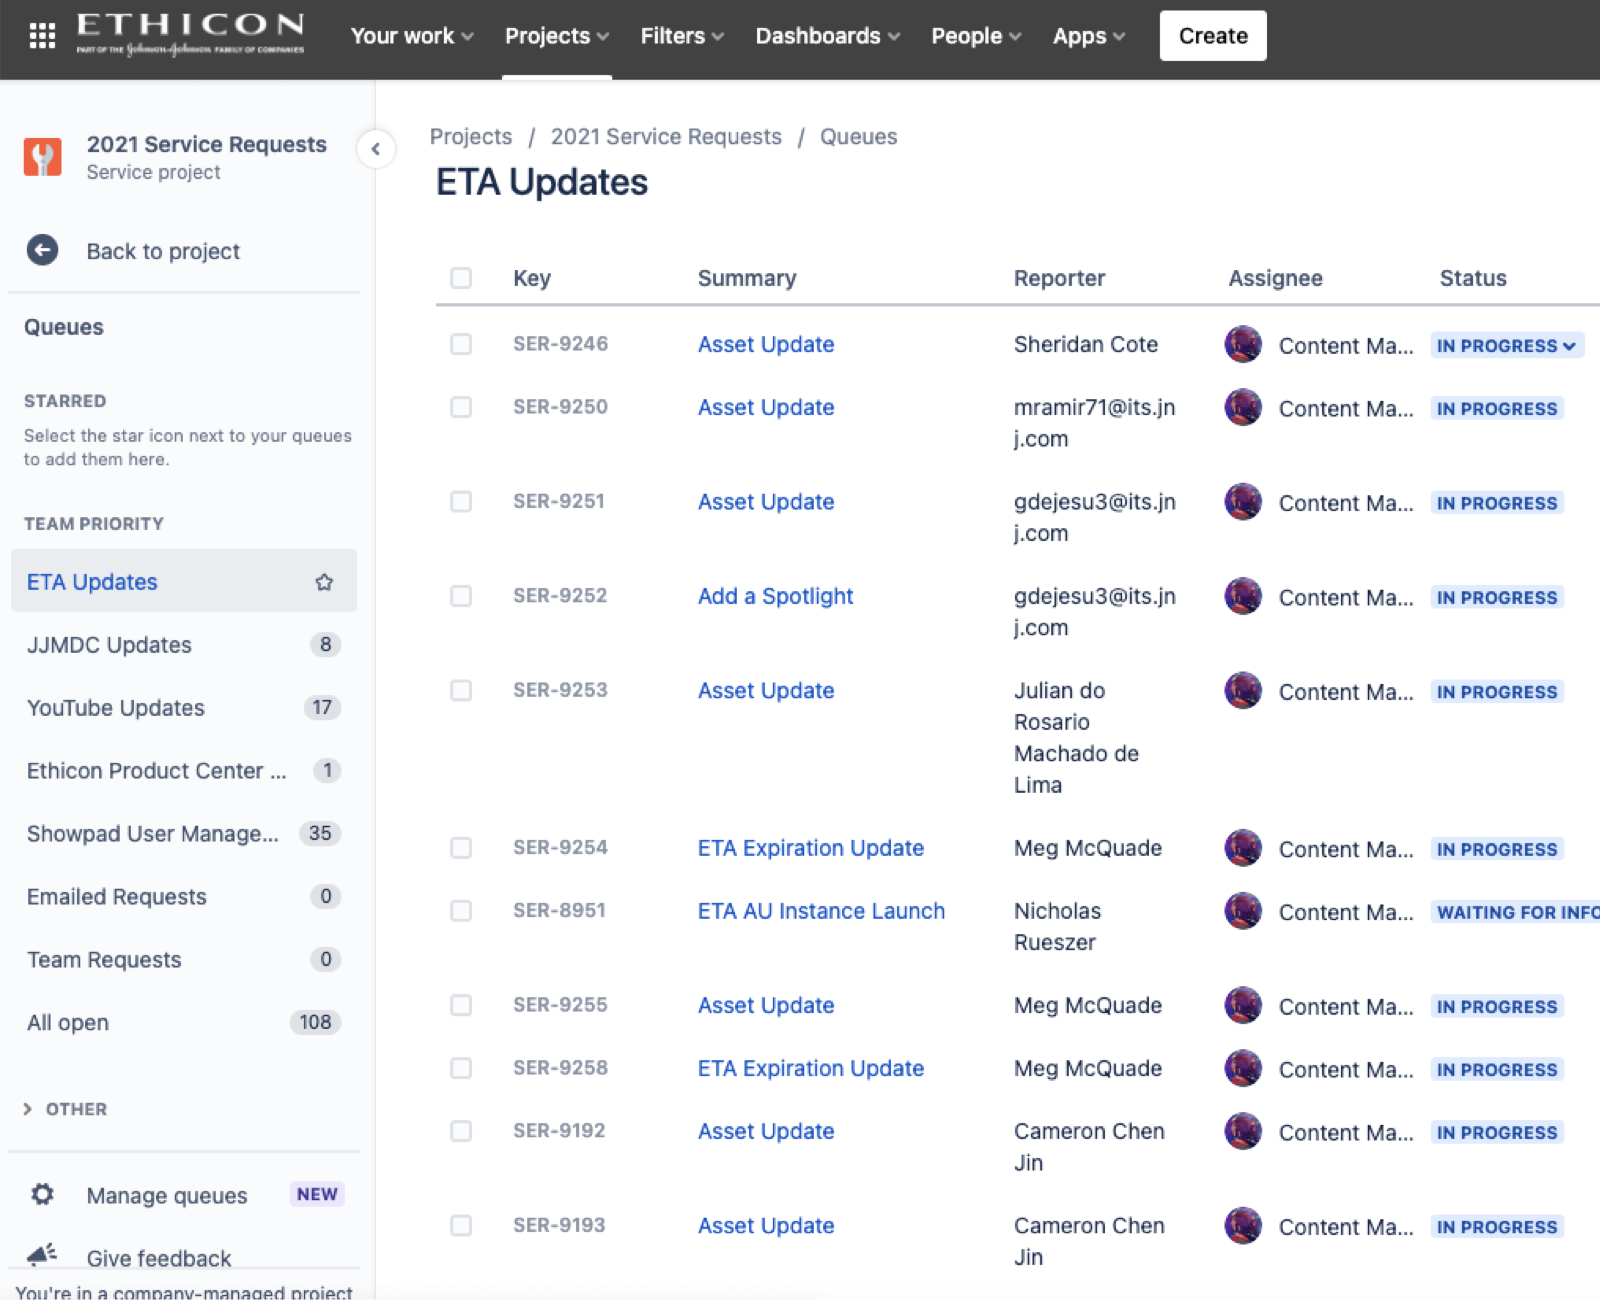 ETHICON
PART OF THE Johnson & Johnson FAMILY OF COMPANIES
Your work
Projects
Filters
Dashboards
People
Apps
Create
2021 Service Requests
Service project
Back to project
Queues
STARRED
Select the star icon next to your queues
to add them here.
TEAM PRIORITY
ETA Updates
JJMDC Updates 8
YouTube Updates 17
Ethicon Product Center ... 1
Showpad User Manage... 35
Emailed Requests 0
Team Requests 0
All open 108
OTHER
Manage queues NEW
Give feedback
You're in a company-managed project
Projects / 2021 Service Requests / Queues
ETA Updates
Key Summary Reporter Assignee Status
SER-9246 Asset Update Sheridan Cote Content Ma... IN PROGRESS
SER-9250 Asset Update mramir71@its.jn Content Ma... IN PROGRESS
j.com
SER-9251 Asset Update gdejesu3@its.jn Content Ma... IN PROGRESS
j.com
SER-9252 Add a Spotlight gdejesu3@its.jn Content Ma... IN PROGRESS
j.com
SER-9253 Asset Update Julian do Content Ma... IN PROGRESS
Rosario
Machado de
Lima
SER-9254 ETA Expiration Update Meg McQuade Content Ma... IN PROGRESS
SER-8951 ETA AU Instance Launch Nicholas Content Ma... WAITING FOR INFO
Rueszer
SER-9255 Asset Update Meg McQuade Content Ma... IN PROGRESS
SER-9258 ETA Expiration Update Meg McQuade Content Ma... IN PROGRESS
SER-9192 Asset Update Cameron Chen Content Ma... IN PROGRESS
Jin
SER-9193 Asset Update Cameron Chen Content Ma... IN PROGRESS
Jin